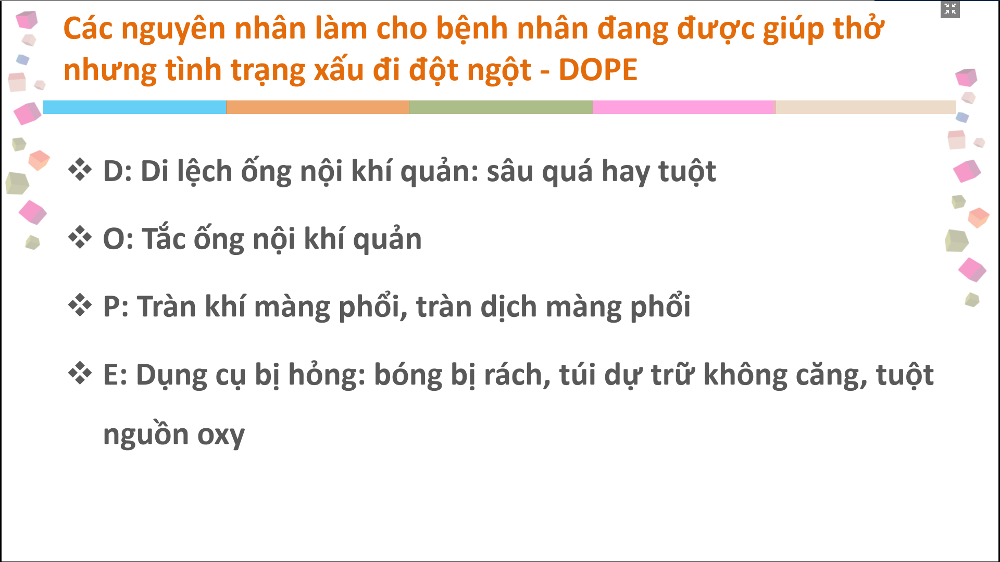 Các nguyên nhân làm cho bệnh nhân đang được giúp thở
nhưng tình trạng xấu đi đột ngột - DOPE
❖ D: Di lệch ống nội khí quản: sâu quá hay tuột
❖ O: Tắc ống nội khí quản
❖ P: Tràn khí màng phổi, tràn dịch màng phổi
❖ E: Dụng cụ bị hỏng: bóng bị rách, túi dự trữ không căng, tuột
nguồn oxy